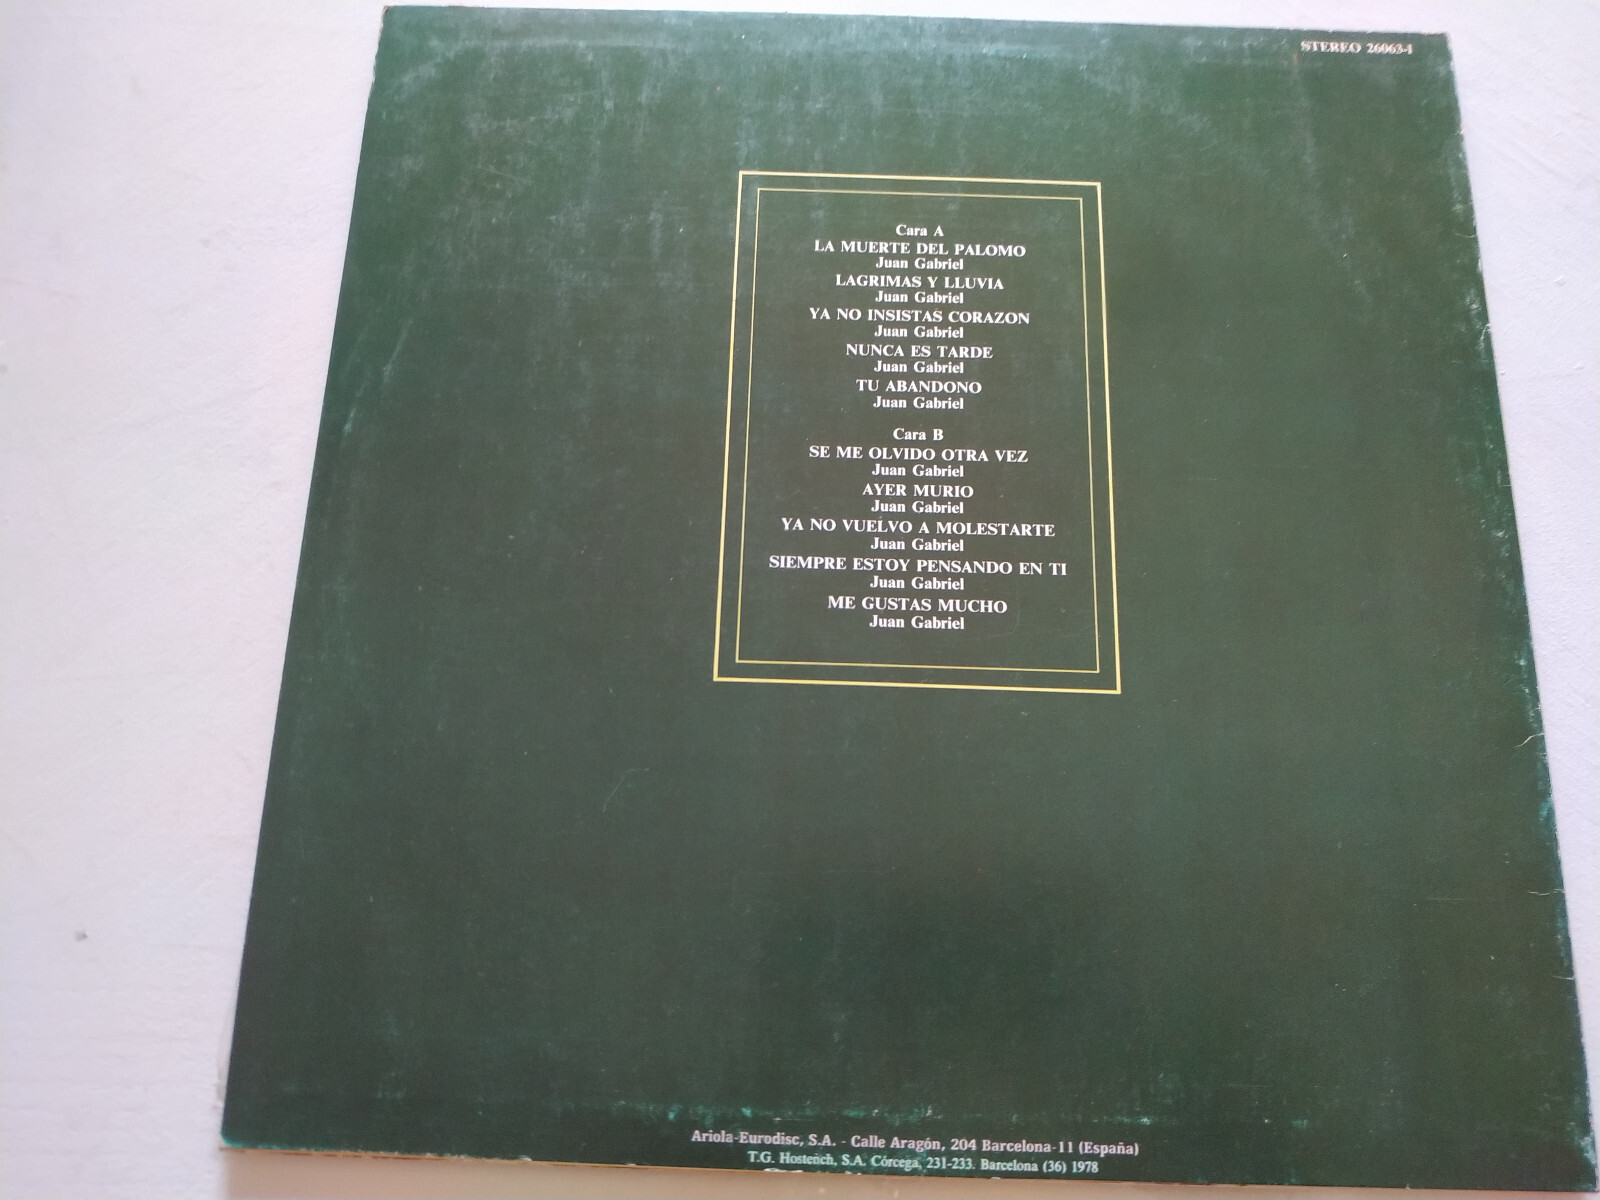 STEREO 26063-I
Cara A
LA MUERTE DEL PALOMO
Juan Gabriel
LAGRIMAS Y LLUVIA
Juan Gabriel
YA NO INSISTAS CORAZON
Juan Gabriel
NUNCA ES TARDE
Juan Gabriel
TU ABANDONO
Juan Gabriel
Cara B
SE ME OLVIDO OTRA VEZ
Juan Gabriel
AYER MURIO
Juan Gabriel
YA NO VUELVO A MOLESTARTE
Juan Gabriel
SIEMPRE ESTOY PENSANDO EN TI
Juan Gabriel
ME GUSTAS MUCHO
Juan Gabriel
Ariola-Eurodisc, S.A. - Calle Aragón, 204 Barcelona-11 (España)
T.G. Hostench, S.A. Córcega, 231-233. Barcelona (36) 1978